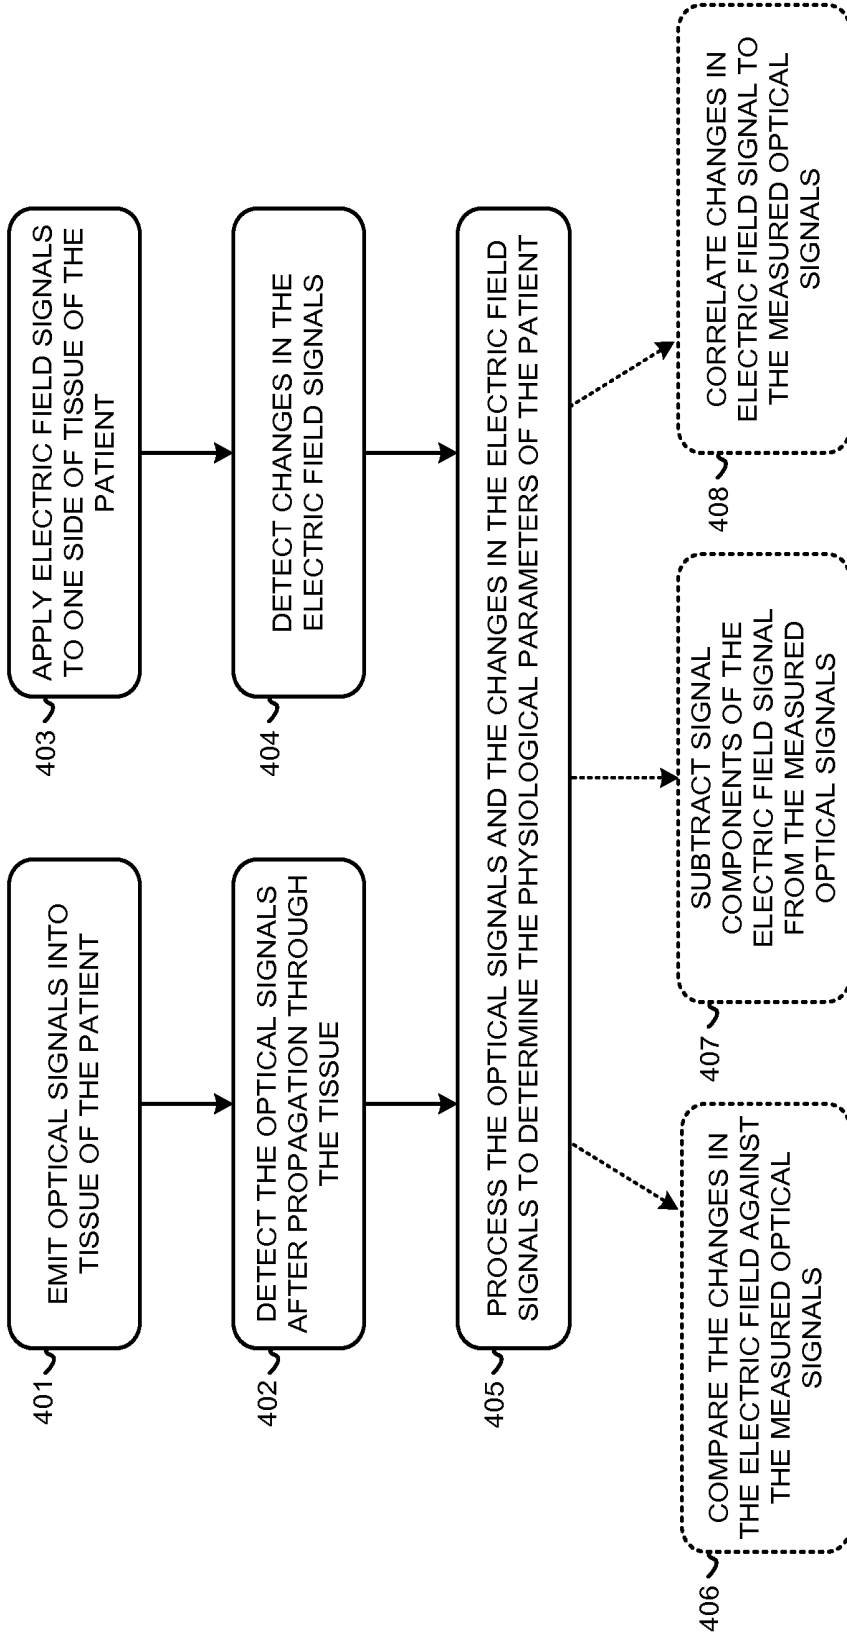 401
EMIT OPTICAL SIGNALS INTO
TISSUE OF THE PATIENT
403
APPLY ELECTRIC FIELD SIGNALS
TO ONE SIDE OF TISSUE OF THE
PATIENT
402
DETECT THE OPTICAL SIGNALS
AFTER PROPAGATION THROUGH
THE TISSUE
404
DETECT CHANGES IN THE
ELECTRIC FIELD SIGNALS
405
PROCESS THE OPTICAL SIGNALS AND THE CHANGES IN THE ELECTRIC FIELD
SIGNALS TO DETERMINE THE PHYSIOLOGICAL PARAMETERS OF THE PATIENT
406
COMPARE THE CHANGES IN
THE ELECTRIC FIELD AGAINST
THE MEASURED OPTICAL
SIGNALS
407
SUBTRACT SIGNAL
COMPONENTS OF THE
ELECTRIC FIELD SIGNAL
FROM THE MEASURED
OPTICAL SIGNALS
408
CORRELATE CHANGES IN
ELECTRIC FIELD SIGNAL TO
THE MEASURED OPTICAL
SIGNALS